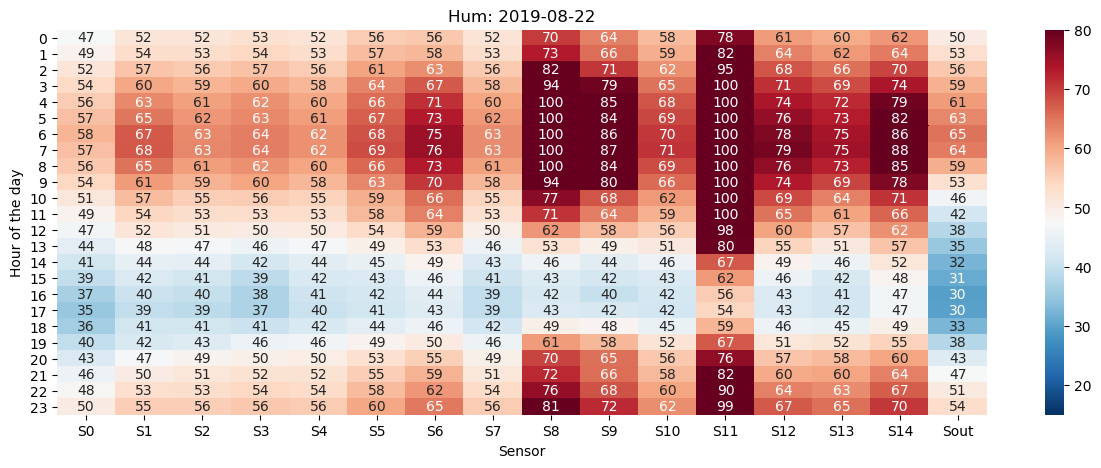 Hum: 2019-08-22
Hour of the day
0 47 52 52 53 52 56 56 52 70 64 58 78 61 60 62 50
1 49 54 53 54 53 57 58 53 73 66 59 82 64 62 64 53
2 52 57 56 57 56 61 63 56 82 71 62 95 68 66 70 56
3 54 60 59 60 58 64 67 58 94 79 65 100 71 69 74 59
4 56 63 61 62 60 66 71 60 100 85 68 100 74 72 79 61
5 57 65 62 63 61 67 73 62 100 84 69 100 76 73 82 63
6 58 67 63 64 62 68 75 63 100 86 70 100 78 75 86 65
7 57 68 63 64 62 69 76 63 100 87 71 100 79 75 88 64
8 56 65 61 62 60 66 73 61 100 84 69 100 76 73 85 59
9 54 61 59 60 58 63 70 58 94 80 66 100 74 69 78 53
10 51 57 55 56 55 59 66 55 77 68 62 100 69 64 71 46
11 49 54 53 53 53 58 64 53 71 64 59 100 65 61 66 42
12 47 52 51 50 50 54 59 50 62 58 56 98 60 57 62 38
13 44 48 47 46 47 49 53 46 53 49 51 80 55 51 57 35
14 41 44 44 42 44 45 49 43 46 44 46 67 49 46 52 32
15 39 42 41 39 42 43 46 41 43 42 43 62 46 42 48 31
16 37 40 40 38 41 42 44 39 42 40 42 56 43 41 47 30
17 35 39 39 37 40 41 43 39 43 42 42 54 43 42 47 30
18 36 41 41 41 42 44 46 42 49 48 45 59 46 45 49 33
19 40 42 43 46 46 49 50 46 61 58 52 67 51 52 55 38
20 43 47 49 50 50 53 55 49 70 65 56 76 57 58 60 43
21 46 50 51 52 52 55 59 51 72 66 58 82 60 60 64 47
22 48 53 53 54 54 58 62 54 76 68 60 90 64 63 67 51
23 50 55 56 56 56 60 65 56 81 72 62 99 67 65 70 54
S0 S1 S2 S3 S4 S5 S6 S7 S8 S9 S10 S11 S12 S13 S14 Sout
Sensor
80
70
60
50
40
30
20